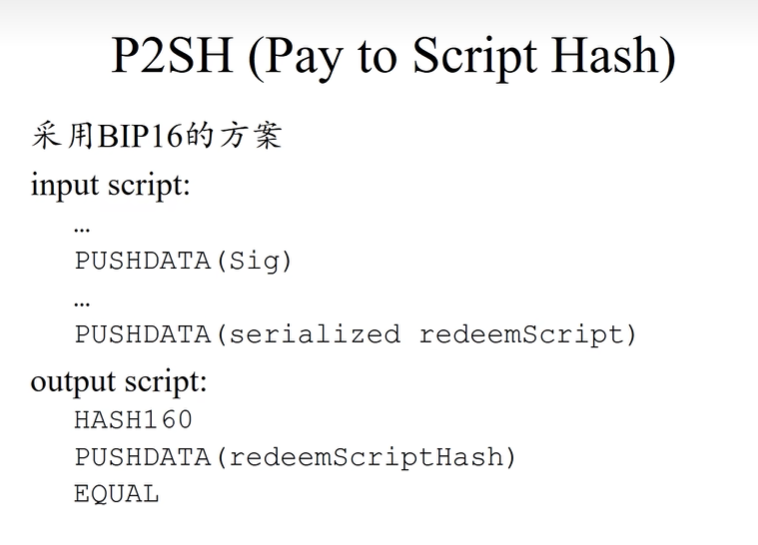 P2SH (Pay to Script Hash)
采用BIP16的方案
input script:
…
PUSHDATA(Sig)
…
PUSHDATA(serialized redeemScript)
output script:
HASH160
PUSHDATA(redeemScriptHash)
EQUAL